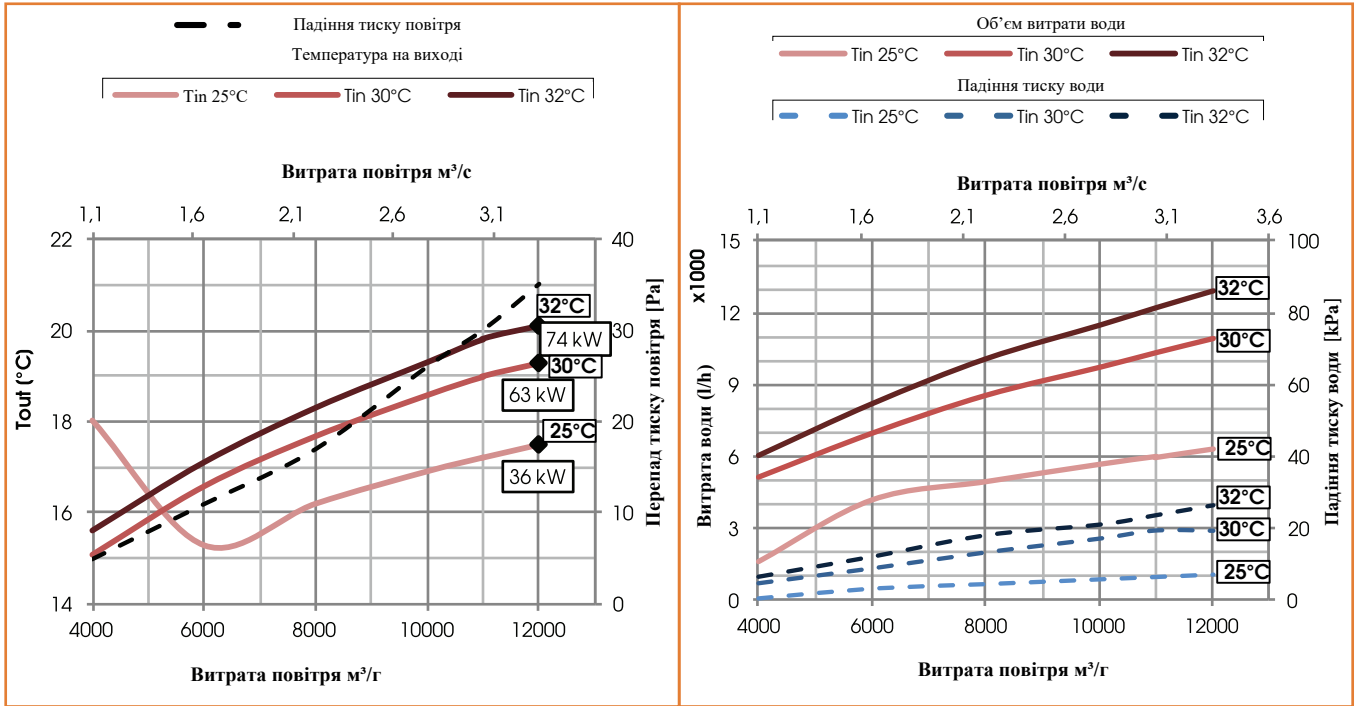 Падіння тиску повітря
Температура на виході
Tin 25°C Tin 30°C Tin 32°C
Витрата повітря м³/с
1,1 1,6 2,1 2,6 3,1
22 40
20 30
18 20
16 10
14 0
Tout (°C)
Перепад тиску повітря [Pa]
32°C
74 kW
30°C
63 kW
25°C
36 kW
4000 6000 8000 10000 12000
Витрата повітря м³/г
Об’єм витрати води
Tin 25°C Tin 30°C Tin 32°C
Падіння тиску води
Tin 25°C Tin 30°C Tin 32°C
Витрата повітря м³/с
1,1 1,6 2,1 2,6 3,1 3,6
15 100
12 80
9 60
6 40
3 20
0 0
x1000
Витрата води (l/h)
Падіння тиску води [kPa]
32°C
30°C
25°C
32°C
30°C
25°C
4000 6000 8000 10000 12000
Витрата повітря м³/г